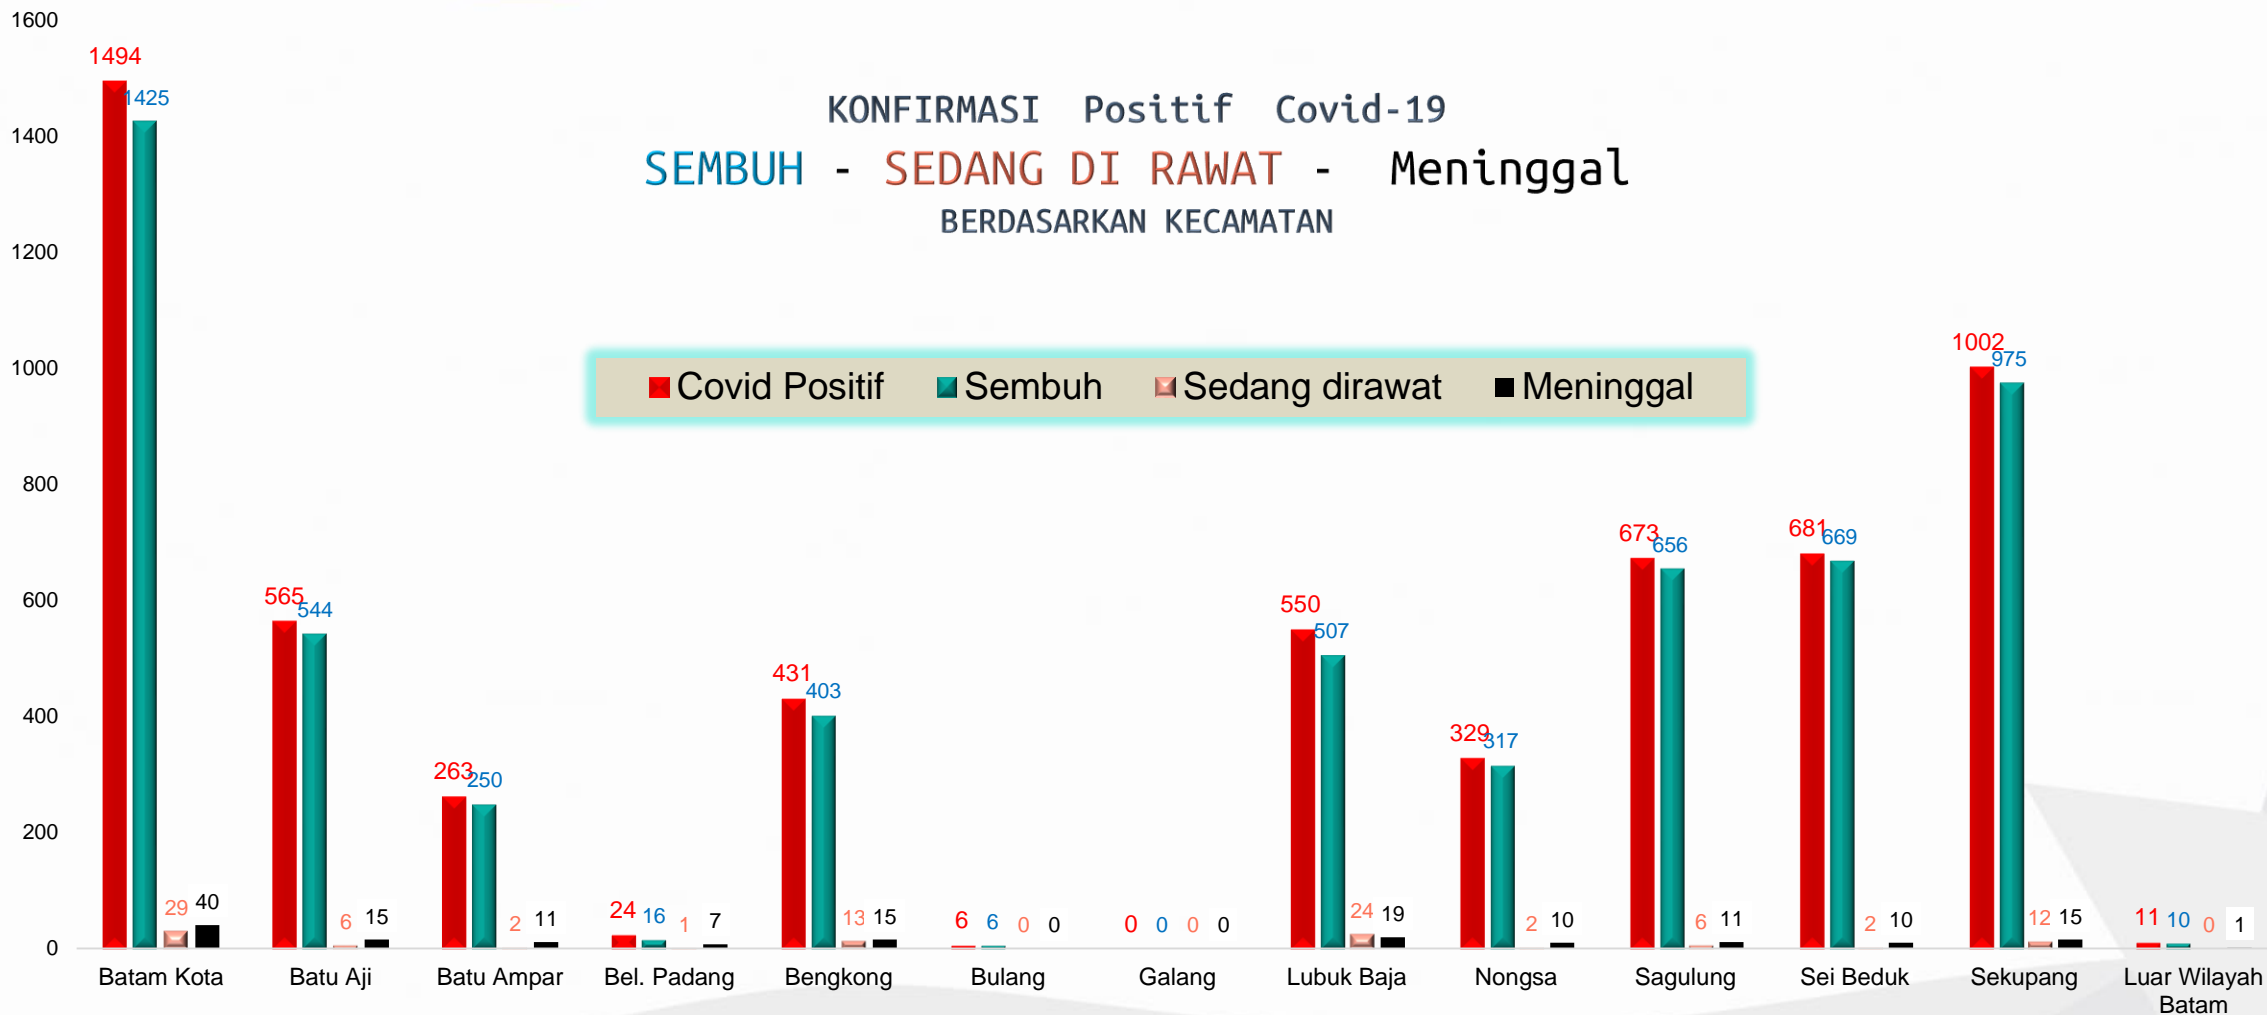 KONFIRMASI Positif Covid-19
SEMBUH - SEDANG DI RAWAT - Meninggal
BERDASARKAN KECAMATAN
Covid Positif Sembuh Sedang dirawat Meninggal
1600
1400
1200
1000
800
600
400
200
0
1494 1425 29 40
565 544 6 15
263 250 2 11
24 16 1 7
431 403 13 15
6 6 0 0
0 0 0 0
550 507 24 19
329 317 2 10
673 656 6 11
681 669 2 10
1002 975 12 15
11 10 0 1
Batam Kota Batu Aji Batu Ampar Bel. Padang Bengkong Bulang Galang Lubuk Baja Nongsa Sagulung Sei Beduk Sekupang Luar Wilayah
Batam